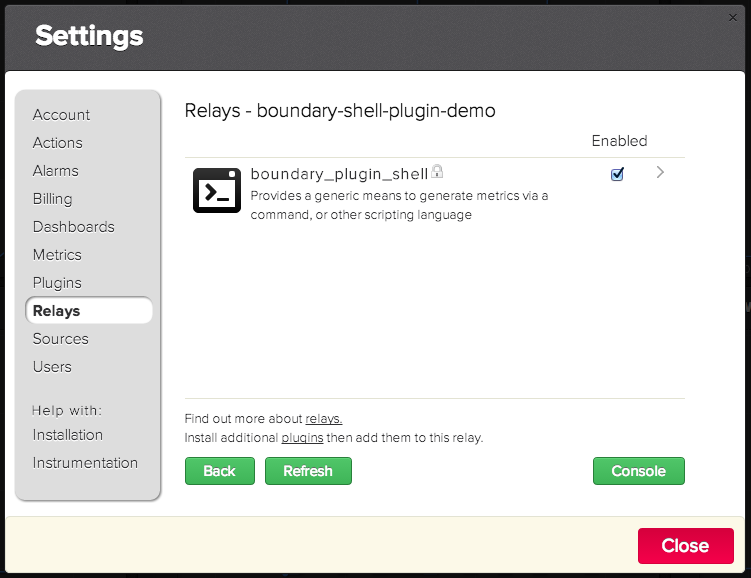 Settings
Account
Actions
Alarms
Billing
Dashboards
Metrics
Plugins
Relays
Sources
Users
Help with:
Installation
Instrumentation
Relays - boundary-shell-plugin-demo
Enabled
boundary_plugin_shell
Provides a generic means to generate metrics via a
command, or other scripting language
Find out more about relays.
Install additional plugins then add them to this relay.
Back
Refresh
Console
Close